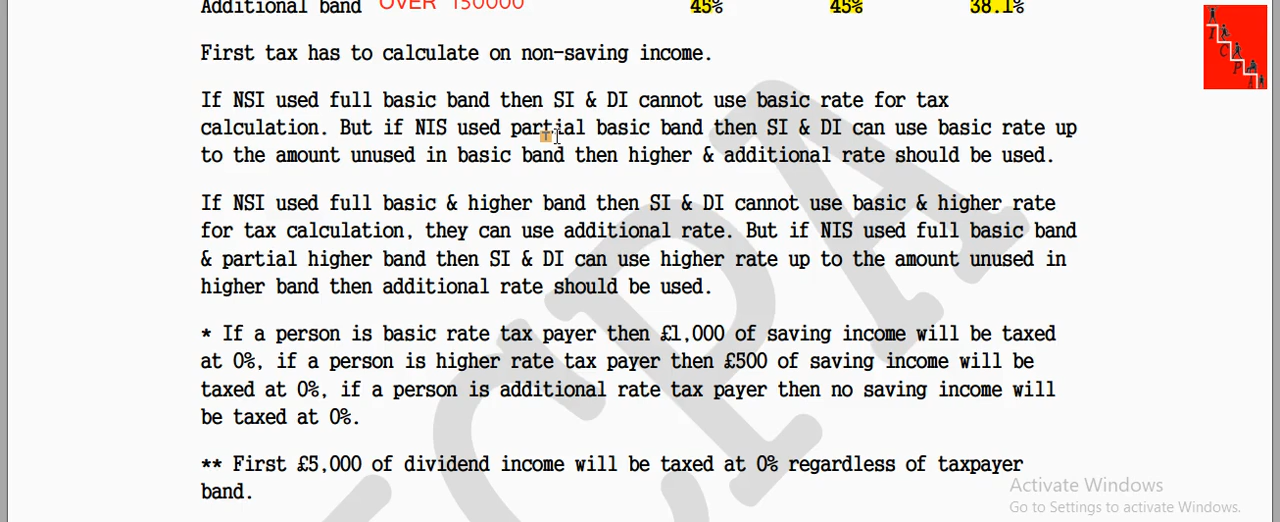 Additional band OVER 150000 45% 45% 38.1%
First tax has to calculate on non-saving income.
If NSI used full basic band then SI & DI cannot use basic rate for tax
calculation. But if NIS used partial basic band then SI & DI can use basic rate up
to the amount unused in basic band then higher & additional rate should be used.
If NSI used full basic & higher band then SI & DI cannot use basic & higher rate
for tax calculation, they can use additional rate. But if NIS used full basic band
& partial higher band then SI & DI can use higher rate up to the amount unused in
higher band then additional rate should be used.
* If a person is basic rate tax payer then £1,000 of saving income will be taxed
at 0%, if a person is higher rate tax payer then £500 of saving income will be
taxed at 0%, if a person is additional rate tax payer then no saving income will
be taxed at 0%.
** First £5,000 of dividend income will be taxed at 0% regardless of taxpayer
band.
Activate Windows
Go to Settings to activate Windows.